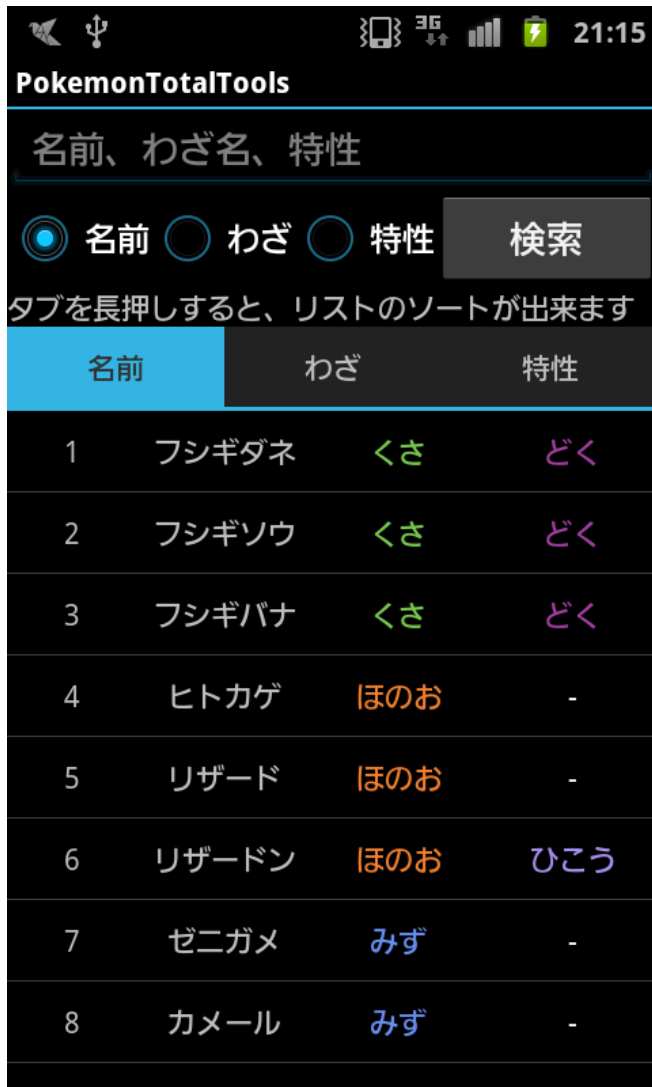 3G 21:15
PokemonTotalTools
名前、わざ名、特性
名前 わざ 特性 検索
タブを長押しすると、リストのソートが出来ます
名前 わざ 特性
1 フシギダネ くさ どく
2 フシギソウ くさ どく
3 フシギバナ くさ どく
4 ヒトカゲ ほのお -
5 リザード ほのお -
6 リザードン ほのお ひこう
7 ゼニガメ みず -
8 カメール みず -